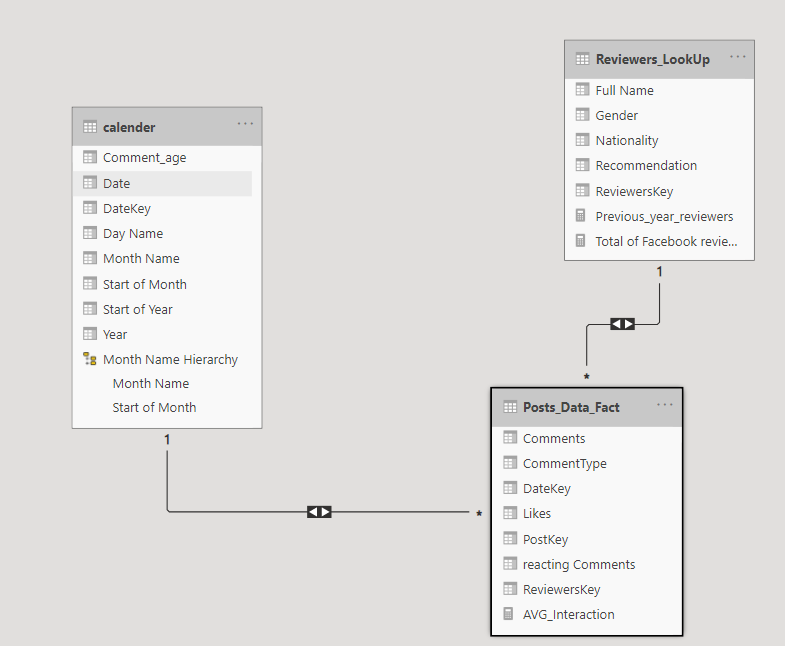 Reviewers_LookUp
Full Name
Gender
Nationality
Recommendation
ReviewersKey
Previous_year_reviewers
Total of Facebook revie...
1
*
calender
Comment_age
Date
DateKey
Day Name
Month Name
Start of Month
Start of Year
Year
Month Name Hierarchy
Month Name
Start of Month
1
*
Posts_Data_Fact
Comments
CommentType
DateKey
Likes
PostKey
reacting Comments
ReviewersKey
AVG_Interaction